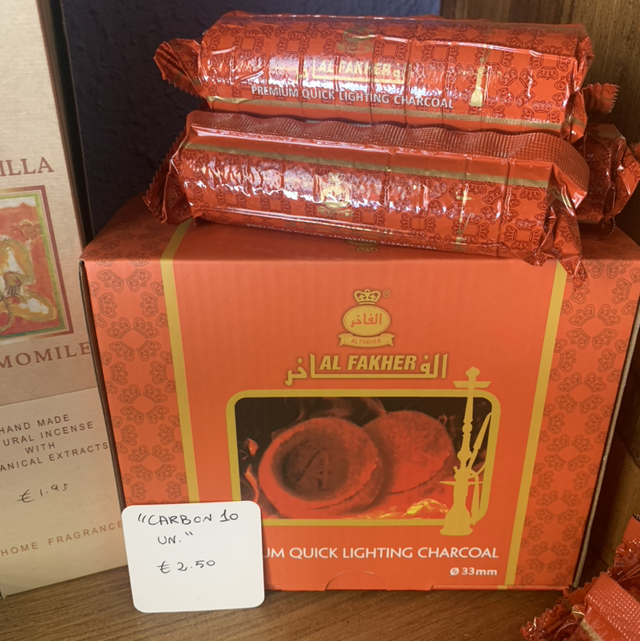 AL FAKHER
PREMIUM QUICK LIGHTING CHARCOAL
ILLA
MOMILE
HAND MADE
URAL INCENSE
WITH
ANICAL EXTRACTS
€ 1.95
HOME FRAGRANCE
الفاخر
AL FAKHER
الفاخر
AL FAKHER
UM QUICK LIGHTING CHARCOAL
Ø 33mm
"CARBON 10
UN."
€ 2.50